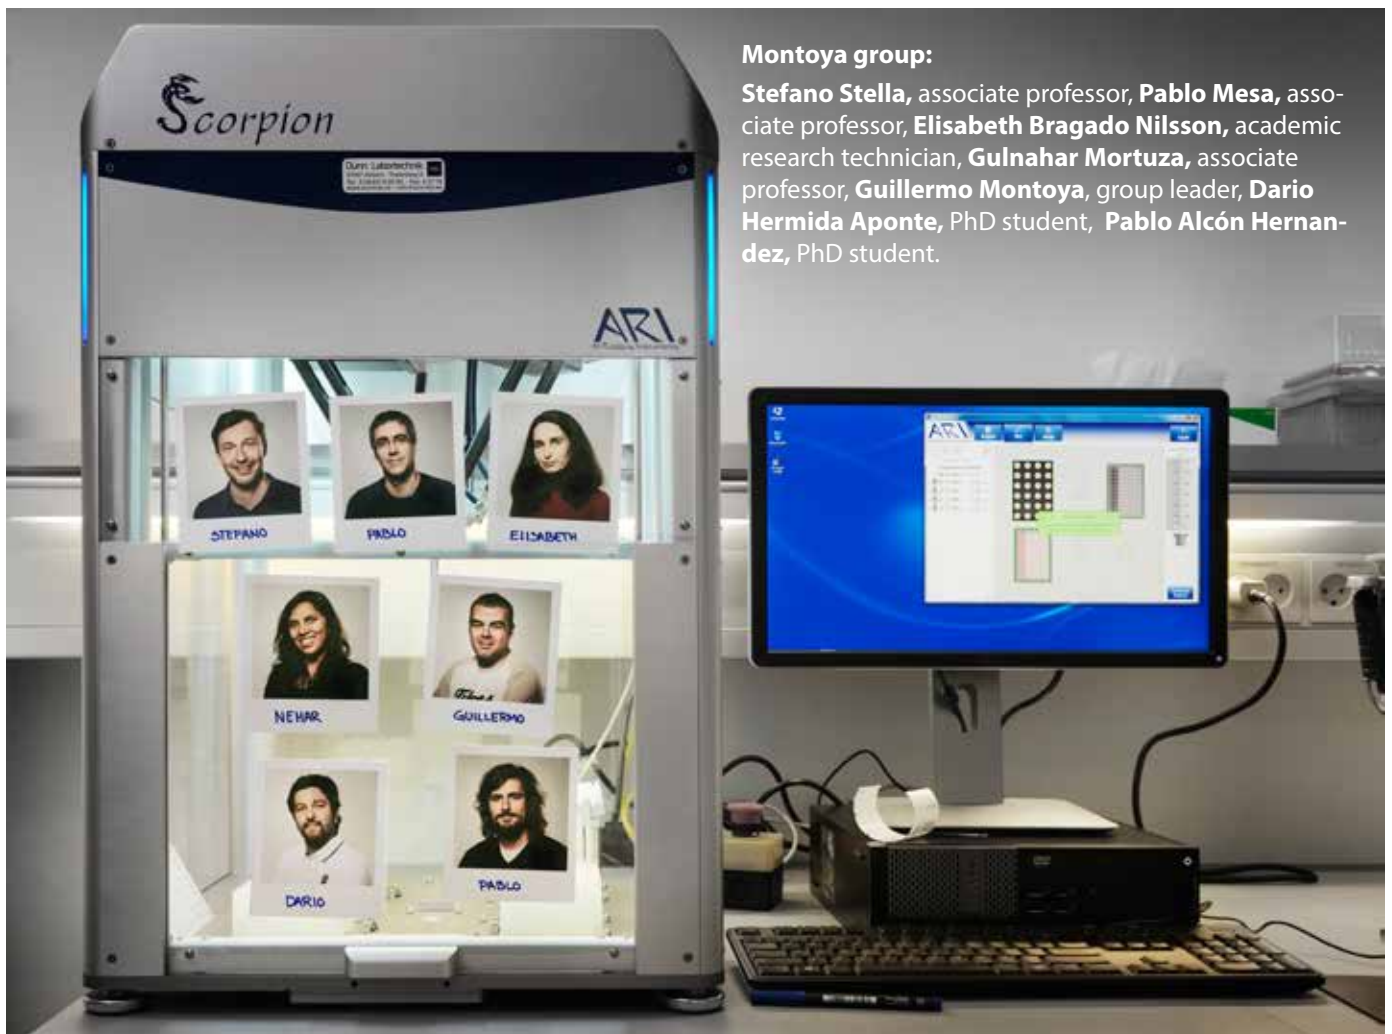 Scorpion
Dunn Labortechnik
ARI
Montoya group:
Stefano Stella, associate professor, Pablo Mesa, asso-
ciate professor, Elisabeth Bragado Nilsson, academic
research technician, Gulnahar Mortuza, associate
professor, Guillermo Montoya, group leader, Dario
Hermida Aponte, PhD student, Pablo Alcón Hernan-
dez, PhD student.
STEFANO
PABLO
ELISABETH
NEHAR
GUILLERMO
DARIO
PABLO
ARI